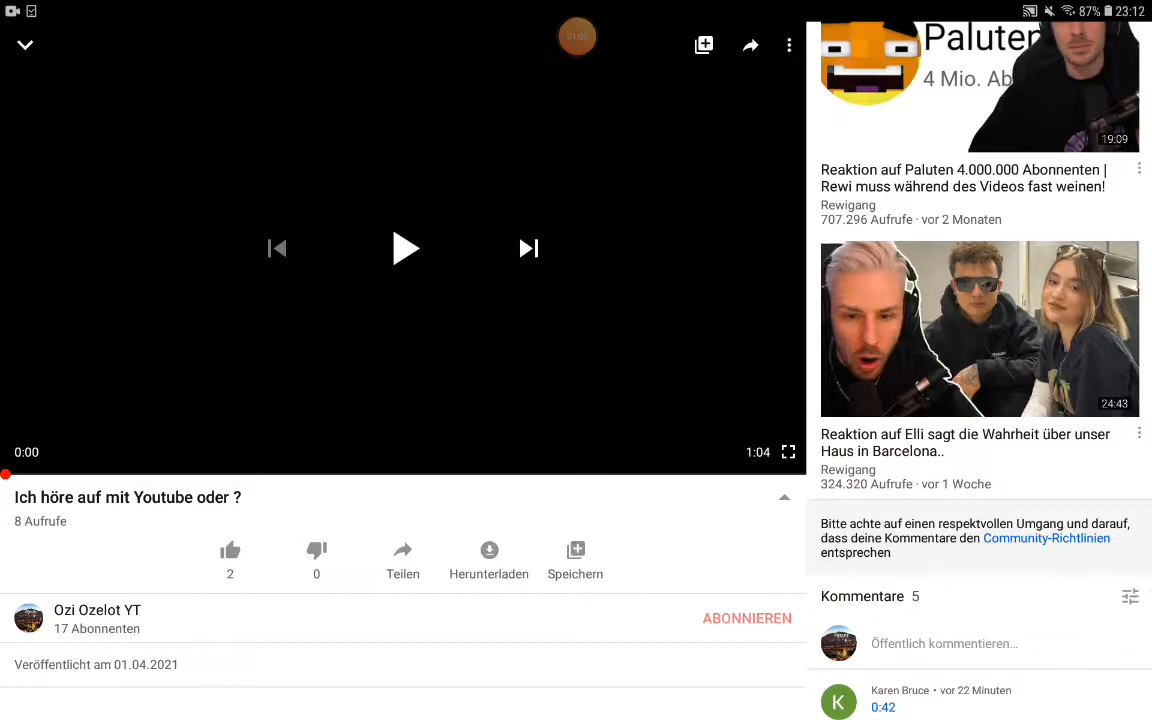 87% 23:12
01:05
0:00
1:04
Ich höre auf mit Youtube oder ?
8 Aufrufe
2
0
Teilen
Herunterladen
Speichern
Ozi Ozelot YT
17 Abonnenten
ABONNIEREN
Veröffentlicht am 01.04.2021
Paluten
4 Mio. Ab
19:09
Reaktion auf Paluten 4.000.000 Abonnenten |
Rewi muss während des Videos fast weinen!
Rewigang
707.296 Aufrufe · vor 2 Monaten
24:43
Reaktion auf Elli sagt die Wahrheit über unser
Haus in Barcelona..
Rewigang
324.320 Aufrufe · vor 1 Woche
Bitte achte auf einen respektvollen Umgang und darauf,
dass deine Kommentare den Community-Richtlinien
entsprechen
Kommentare 5
Öffentlich kommentieren...
K
Karen Bruce • vor 22 Minuten
0:42